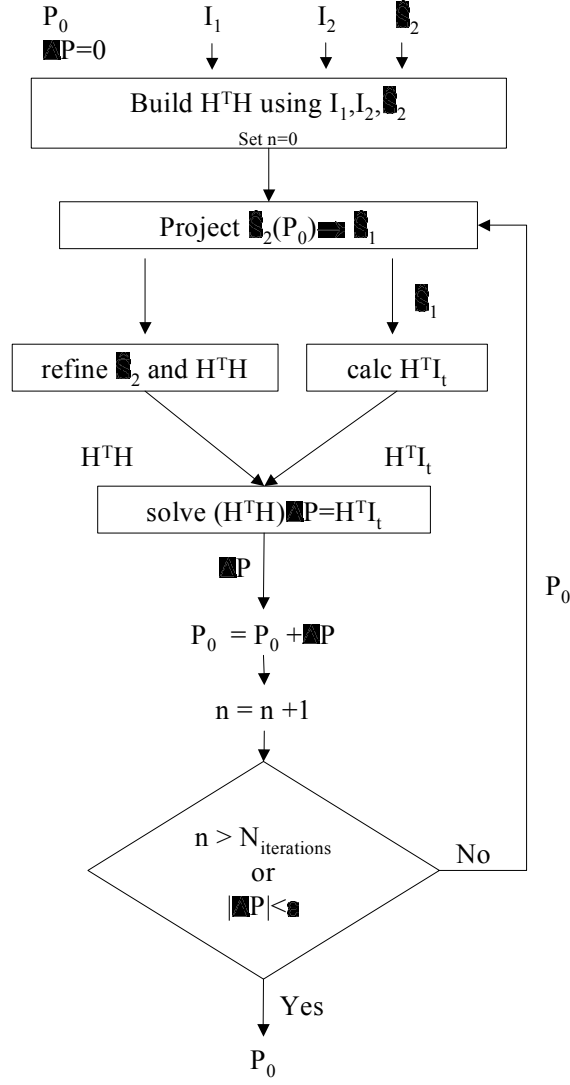 P₀ I₁ I₂ ₂
P=0
Build HᵀH using I₁,I₂, ₂
Set n=0
Project ₂(P₀) ₁
₁
refine ₂ and HᵀH
calc HᵀIₜ
HᵀH
HᵀIₜ
solve (HᵀH) P=HᵀIₜ
P
P₀
P₀ = P₀ + P
n = n +1
n > Niterations
or
| P|<
No
Yes
P₀